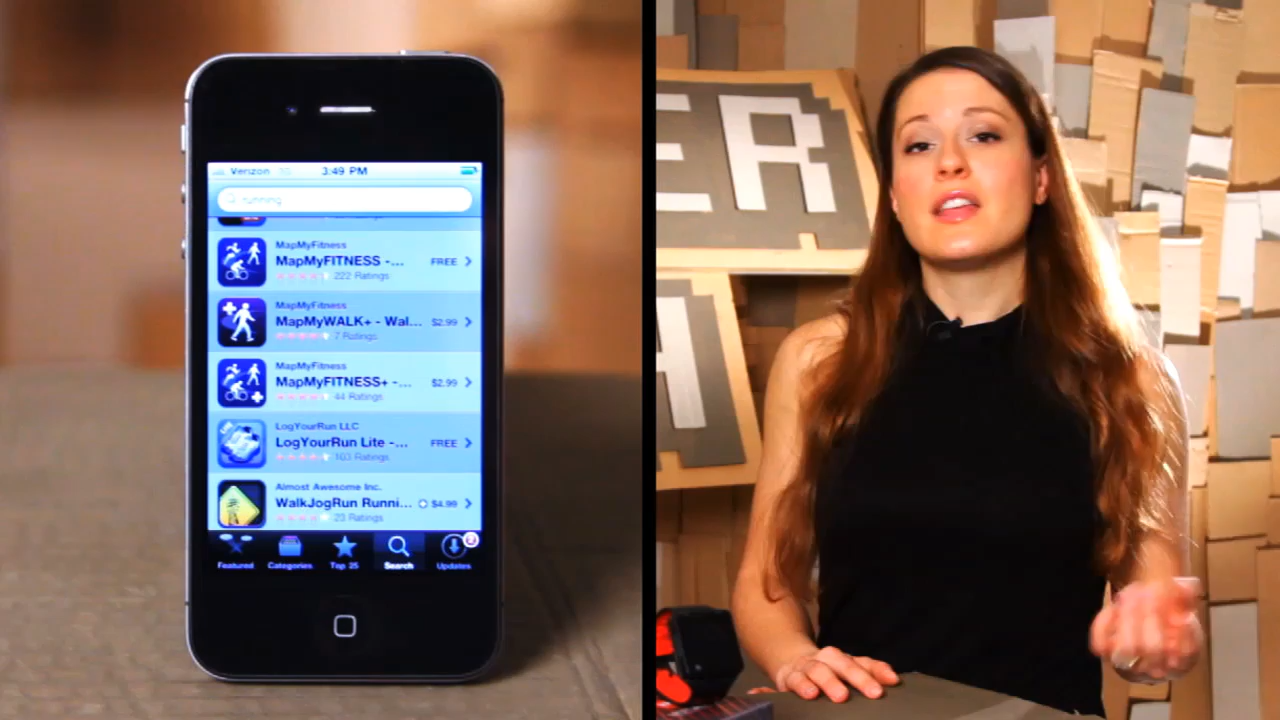 Verizon 3G 3:49 PM
running
MapMyFitness
MapMyFITNESS -...
FREE
222 Ratings
MapMyFitness
MapMyWALK+ - Wal...
$2.99
7 Ratings
MapMyFitness
MapMyFITNESS+ -...
$2.99
44 Ratings
LogYourRun LLC
LogYourRun Lite -...
FREE
103 Ratings
Almost Awesome Inc.
WalkJogRun Runni...
$4.99
23 Ratings
Featured Categories Top 25 Search Updates
2
ER
A